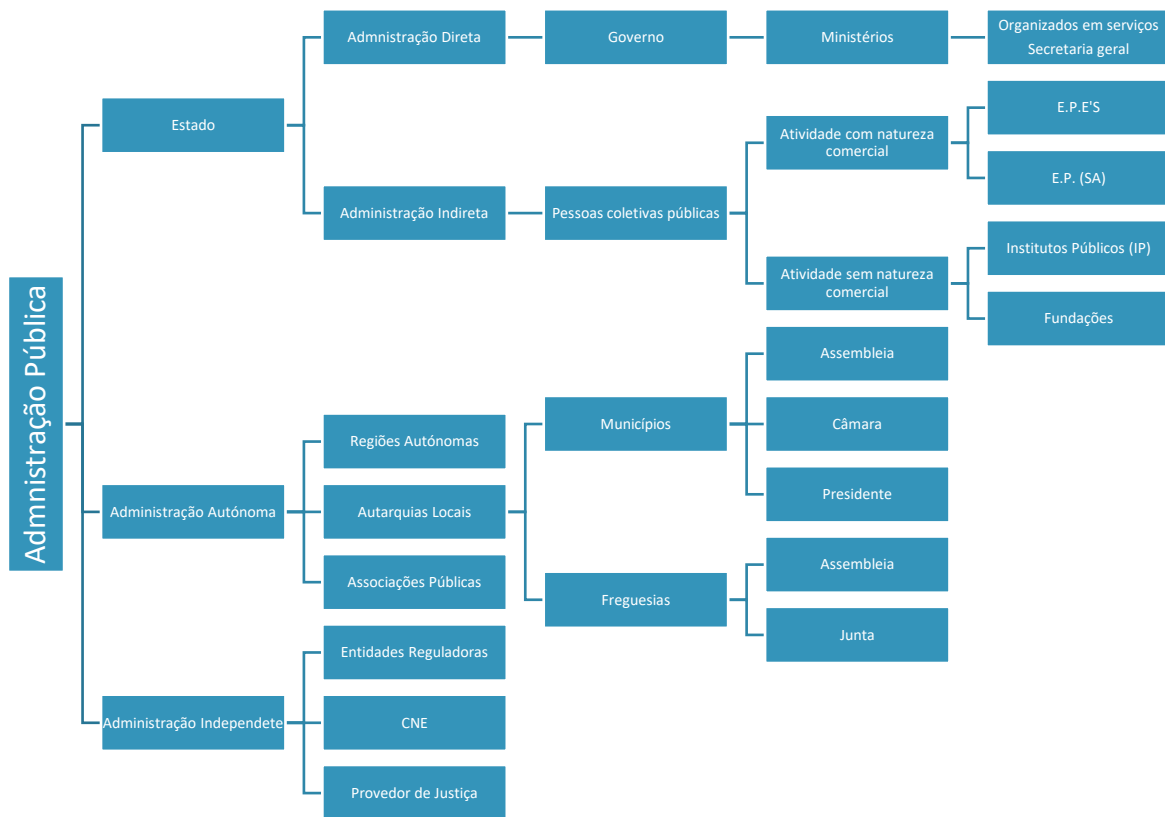 Admnistração Pública
Estado
Admnistração Direta
Governo
Ministérios
Organizados em serviços
Secretaria geral
Administração Indireta
Pessoas coletivas públicas
Atividade com natureza
comercial
E.P.E'S
E.P. (SA)
Atividade sem natureza
comercial
Institutos Públicos (IP)
Fundações
Administração Autónoma
Regiões Autónomas
Autarquias Locais
Municípios
Assembleia
Câmara
Presidente
Freguesias
Assembleia
Junta
Associações Públicas
Administração Independete
Entidades Reguladoras
CNE
Provedor de Justiça